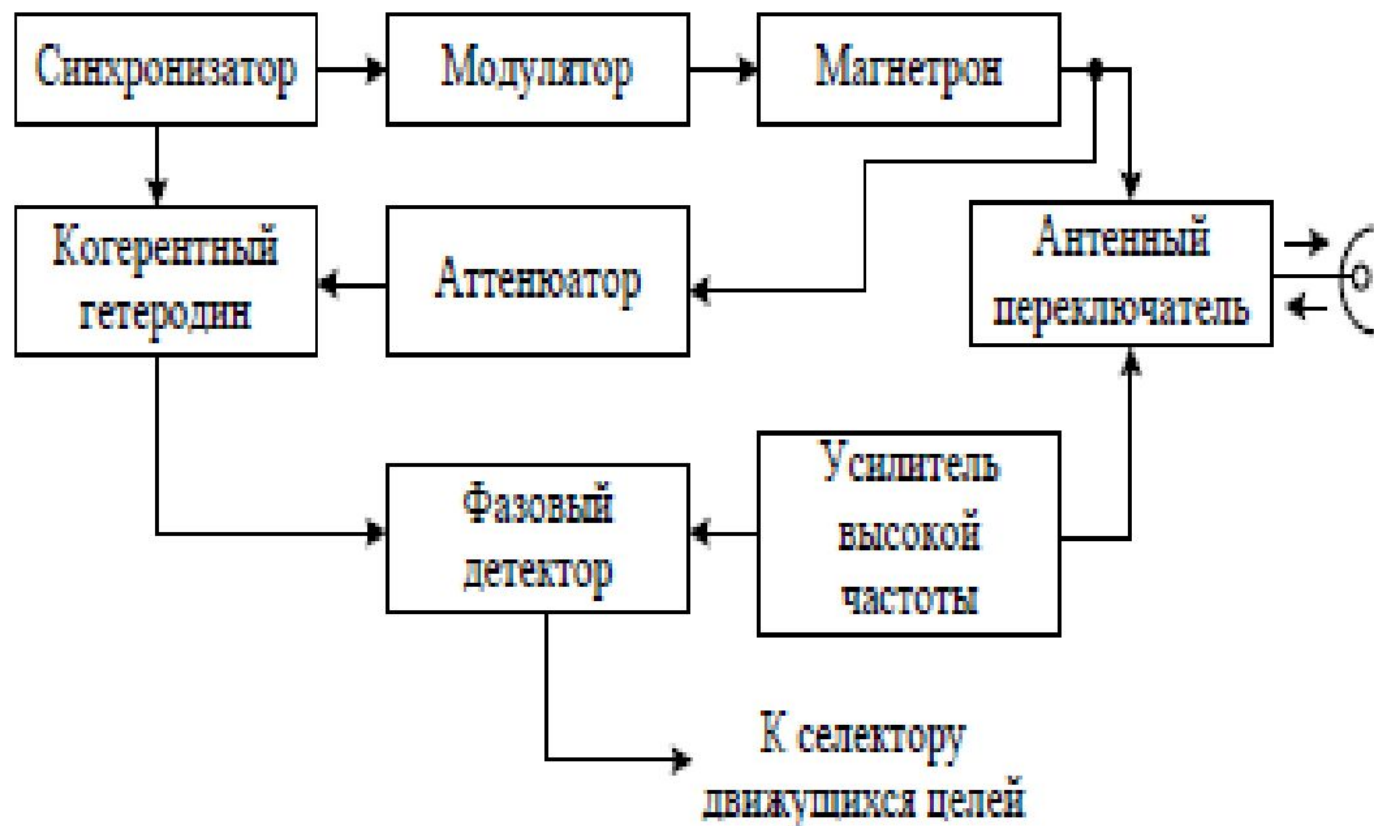 Синхронизатор
Модулятор
Магнетрон
Когерентный
гетеродин
Аттенюатор
Антенный
переключатель
Фазовый
детектор
Усилитель
высокой
частоты
К селектору
движущихся целей